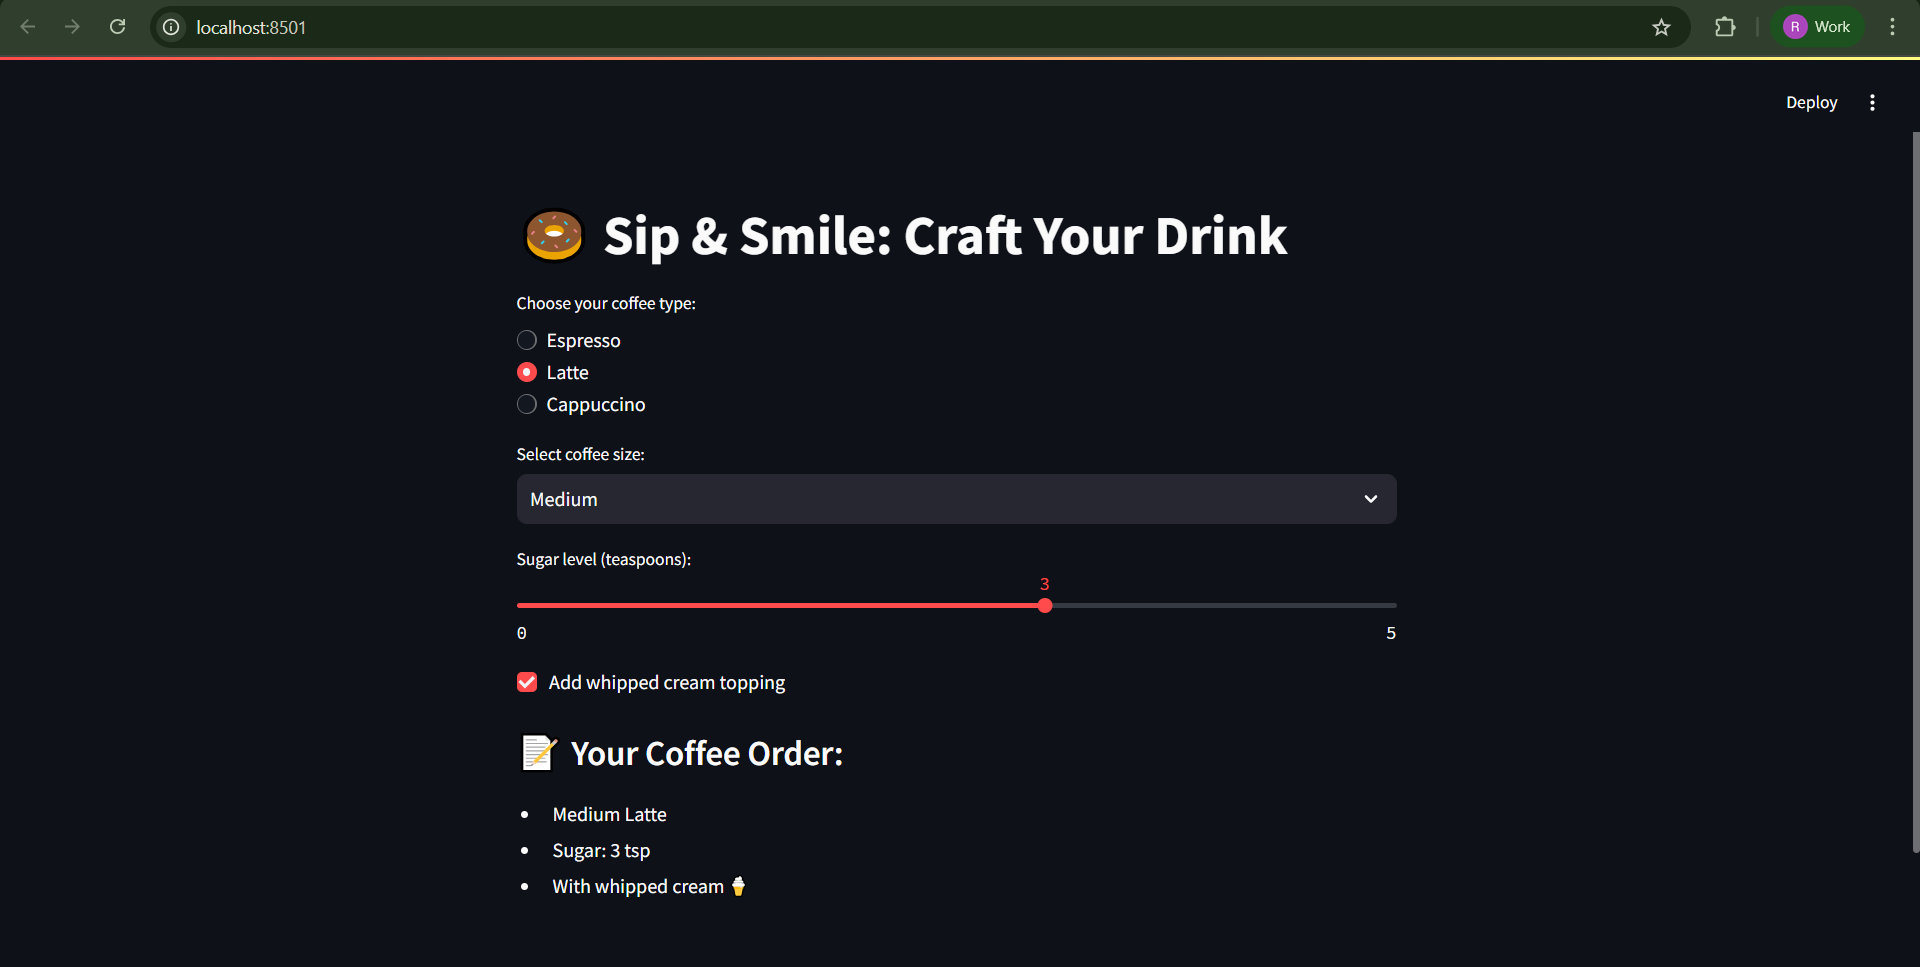 localhost:8501
R Work
Deploy
🍩 Sip & Smile: Craft Your Drink
Choose your coffee type:
Espresso
Latte
Cappuccino
Select coffee size:
Medium
Sugar level (teaspoons):
3
0 5
Add whipped cream topping
📝 Your Coffee Order:
• Medium Latte
• Sugar: 3 tsp
• With whipped cream 🍦